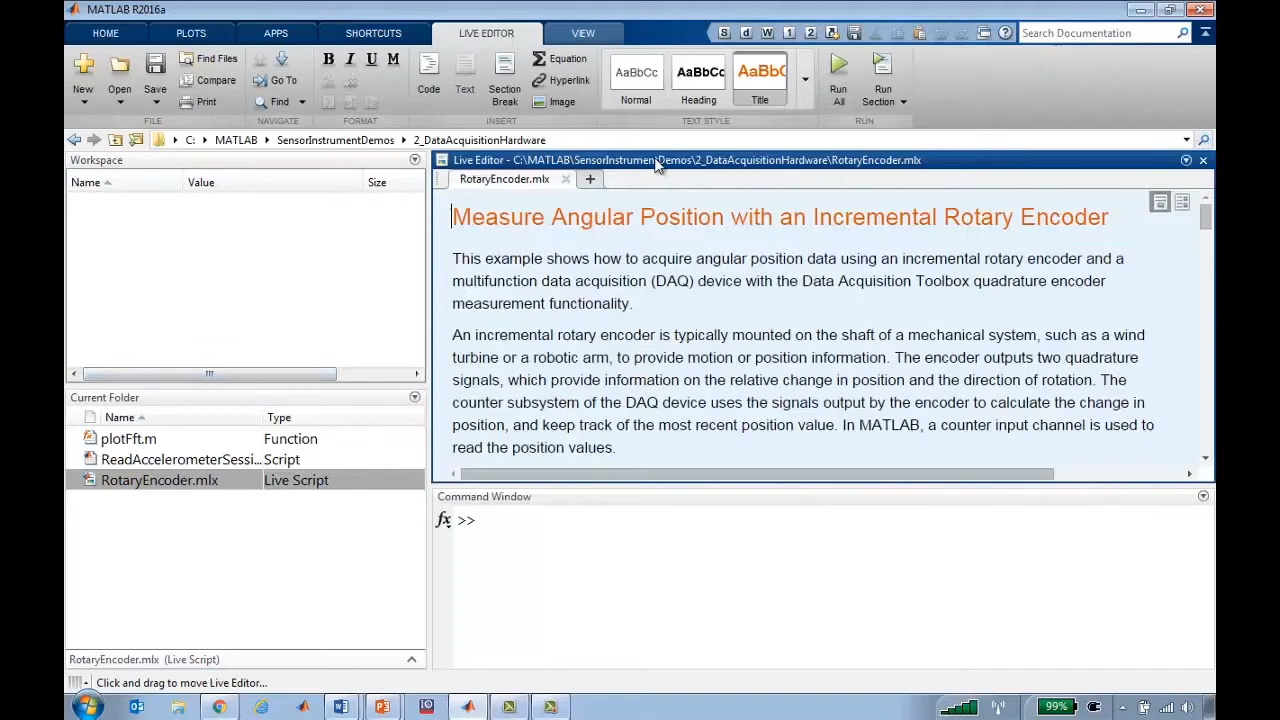 MATLAB R2016a
HOME PLOTS APPS SHORTCUTS LIVE EDITOR VIEW Search Documentation
New Open Save Find Files Compare Print
FILE
Go To Find
NAVIGATE
B I U M
FORMAT
Code Text Section Break Equation Hyperlink Image
INSERT
AaBbCc Normal AaBbCc Heading AaBbC Title
TEXT STYLE
Run All Run Section
RUN
C: MATLAB SensorInstrumentDemos 2_DataAcquisitionHardware
Workspace
Name Value Size
Live Editor - C:\MATLAB\SensorInstrumentDemos\2_DataAcquisitionHardware\RotaryEncoder.mlx
RotaryEncoder.mlx
Measure Angular Position with an Incremental Rotary Encoder
This example shows how to acquire angular position data using an incremental rotary encoder and a
multifunction data acquisition (DAQ) device with the Data Acquisition Toolbox quadrature encoder
measurement functionality.
An incremental rotary encoder is typically mounted on the shaft of a mechanical system, such as a wind
turbine or a robotic arm, to provide motion or position information. The encoder outputs two quadrature
signals, which provide information on the relative change in position and the direction of rotation. The
counter subsystem of the DAQ device uses the signals output by the encoder to calculate the change in
position, and keep track of the most recent position value. In MATLAB, a counter input channel is used to
read the position values.
Current Folder
Name Type
plotFft.m Function
ReadAccelerometerSessi... Script
RotaryEncoder.mlx Live Script
Command Window
fx >>
RotaryEncoder.mlx (Live Script)
Click and drag to move Live Editor...
99%